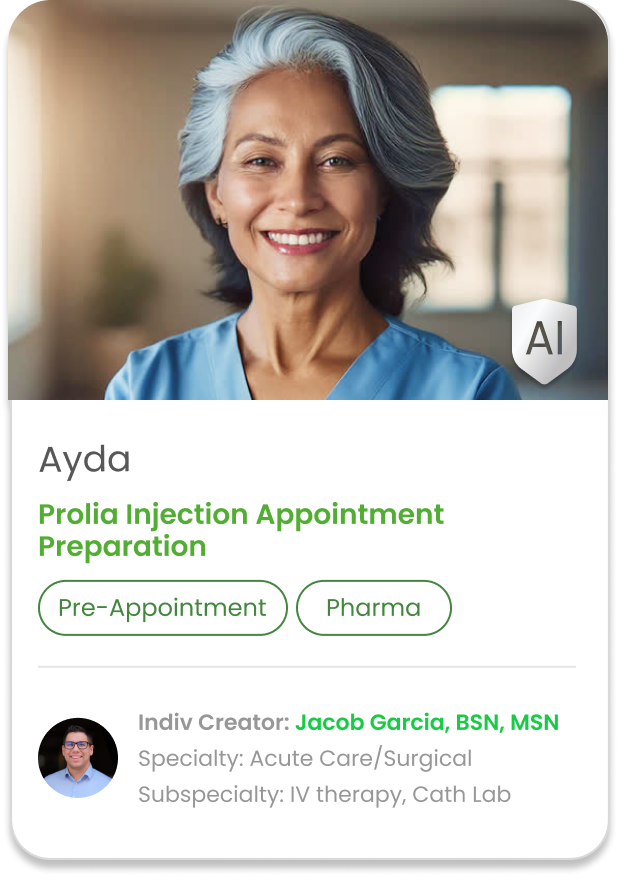 AI
Ayda
Prolia Injection Appointment
Preparation
Pre-Appointment
Pharma
Indiv Creator: Jacob Garcia, BSN, MSN
Specialty: Acute Care/Surgical
Subspecialty: IV therapy, Cath Lab